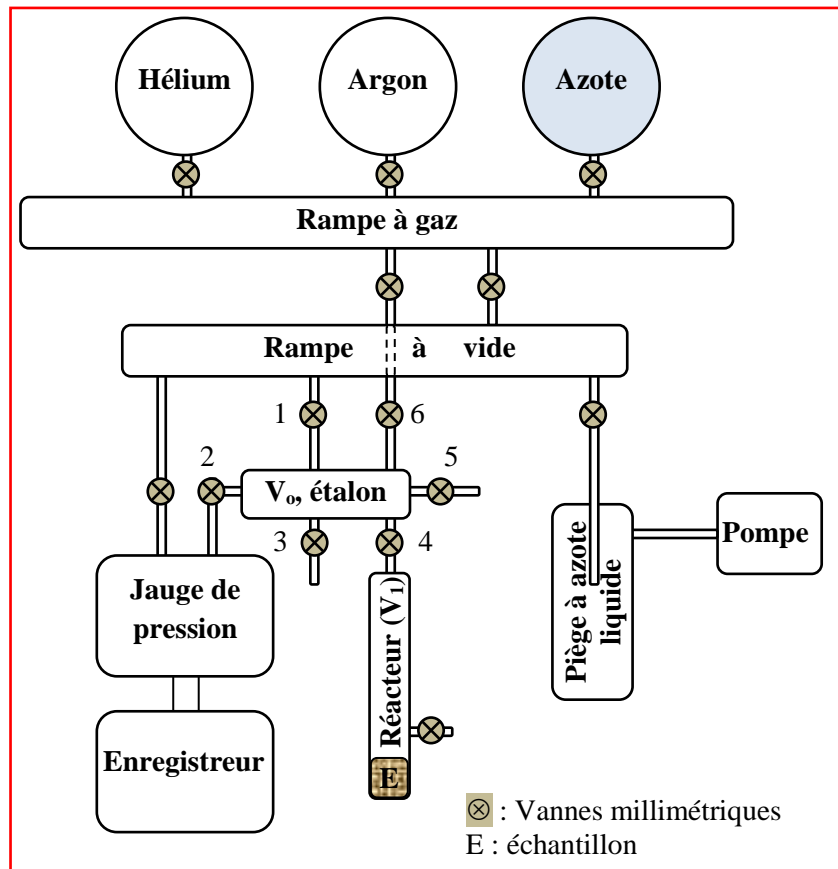 Hélium
Argon
Azote
Rampe à gaz
Rampe à vide
1
6
2
5
V₀, étalon
3
4
Jauge de
pression
Réacteur (V₁)
Piège à azote
liquide
Pompe
Enregistreur
E
⊗ : Vannes millimétriques
E : échantillon